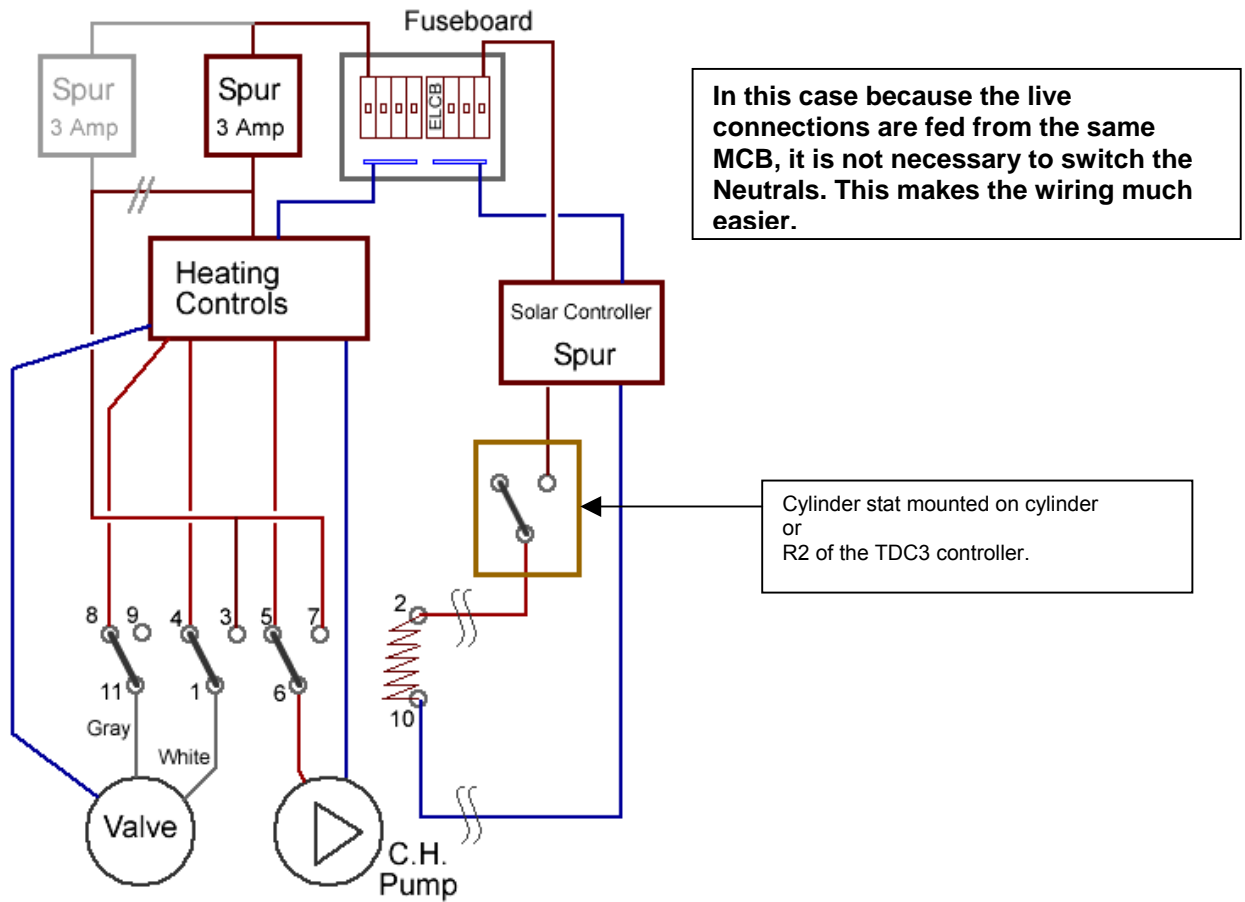 Fuseboard
Spur
3 Amp
Spur
3 Amp
ELCB
In this case because the live
connections are fed from the same
MCB, it is not necessary to switch the
Neutrals. This makes the wiring much
easier.
Heating
Controls
Solar Controller
Spur
Cylinder stat mounted on cylinder
or
R2 of the TDC3 controller.
8 9 4 3 5 7 2
11 1 6 10
Gray
White
Valve
C.H.
Pump